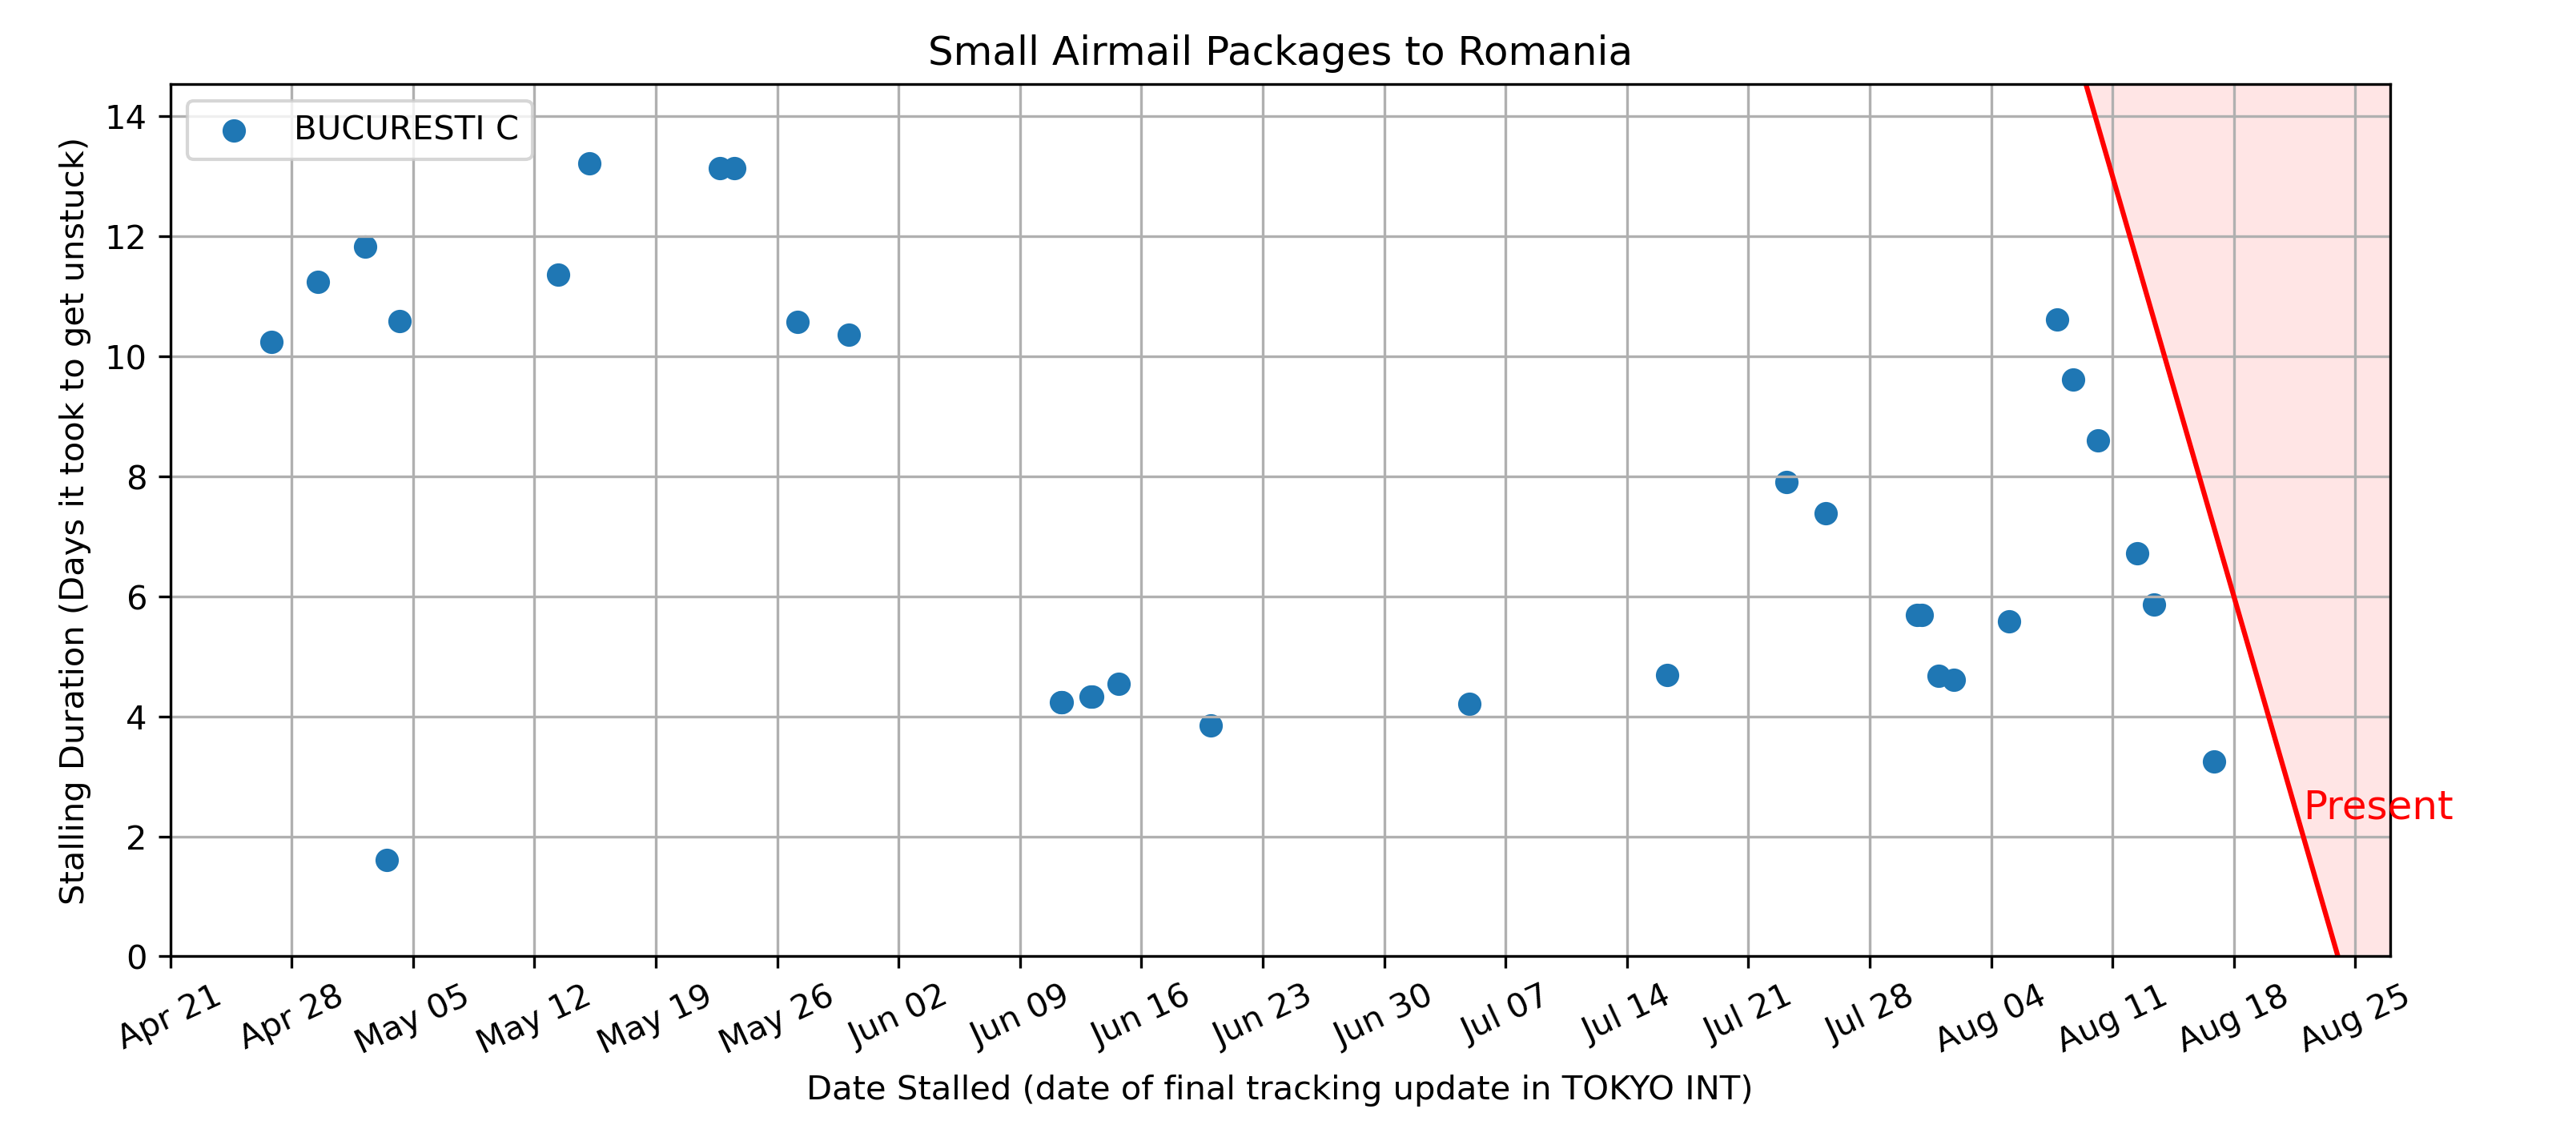 Small Airmail Packages to Romania
BUCURESTI C
Stalling Duration (Days it took to get unstuck)
14
12
10
8
6
4
2
0
Present
Apr 21
Apr 28
May 05
May 12
May 19
May 26
Jun 02
Jun 09
Jun 16
Jun 23
Jun 30
Jul 07
Jul 14
Jul 21
Jul 28
Aug 04
Aug 11
Aug 18
Aug 25
Date Stalled (date of final tracking update in TOKYO INT)